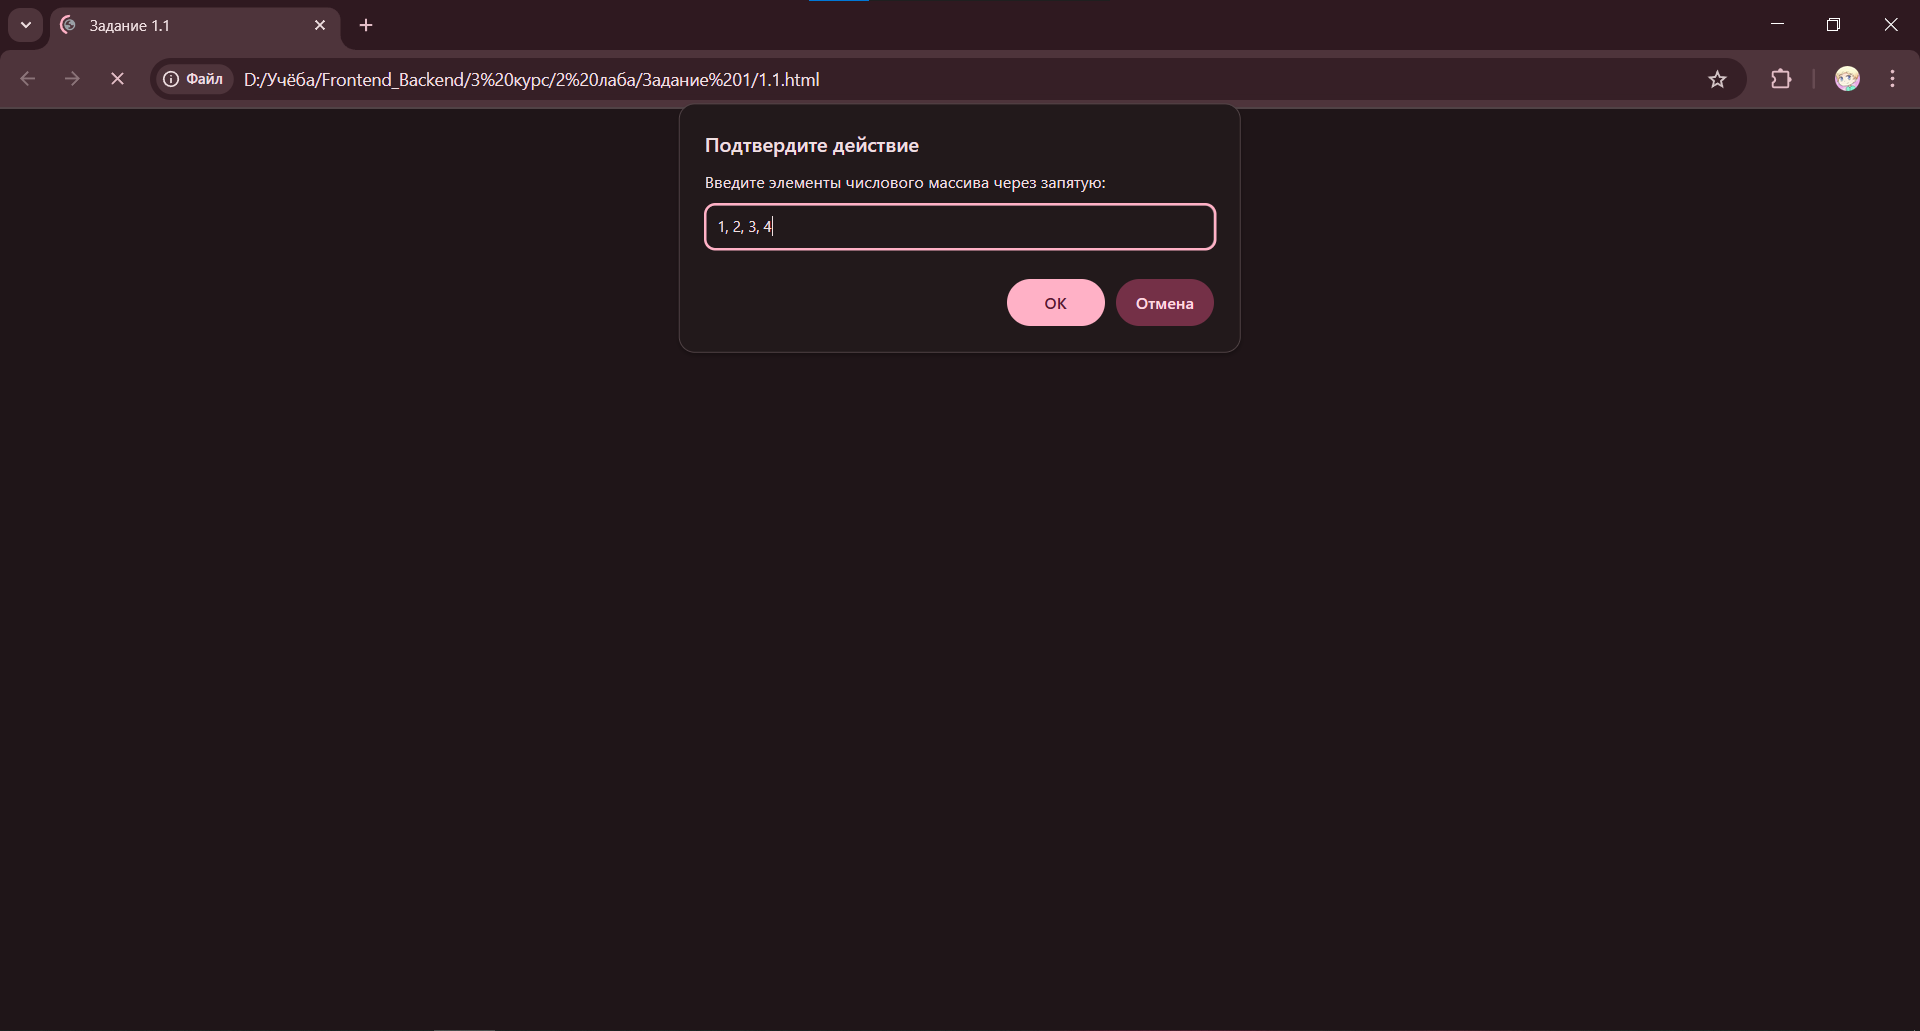 Задание 1.1
Файл D:/Учёба/Frontend_Backend/3%20курс/2%20лаба/Задание%201/1.1.html
Подтвердите действие
Введите элементы числового массива через запятую:
1, 2, 3, 4
ОК Отмена